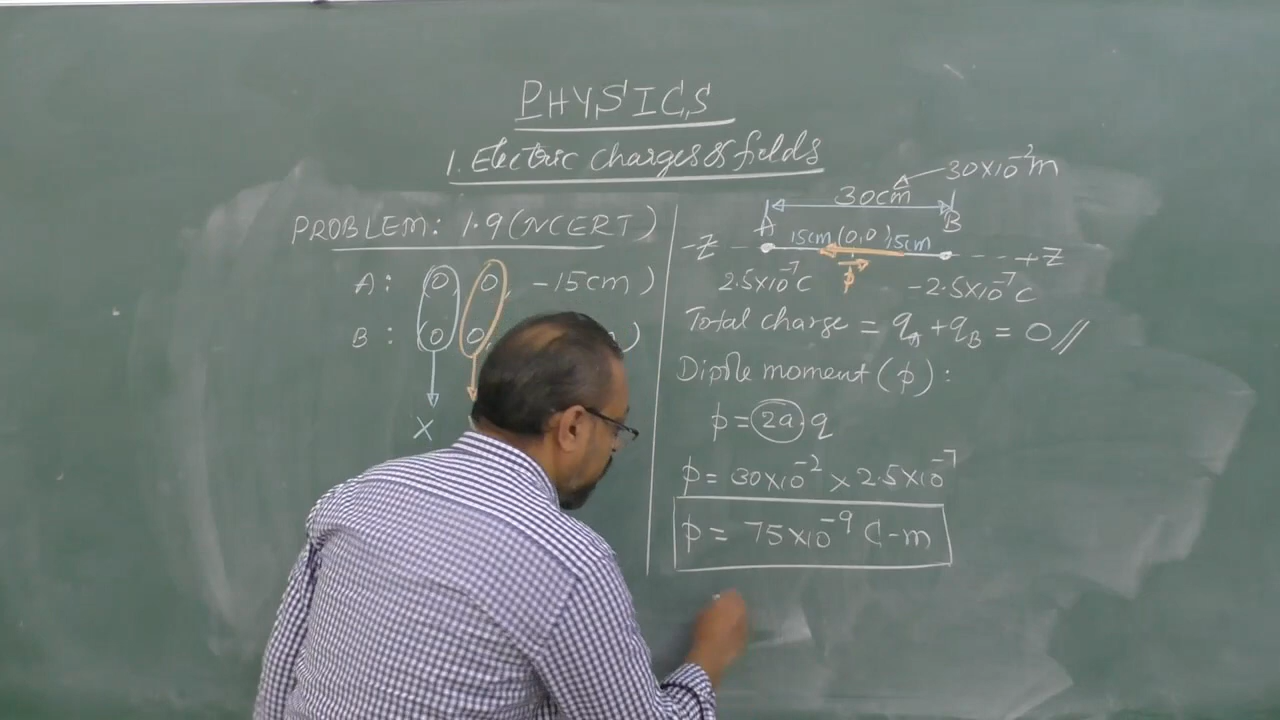 PHYSICS
1. Electric charges & fields
PROBLEM: 1.9 (NCERT)
A: (0, 0, -15cm)
B: (0, 0, )
X
30×10⁻²m
30cm
A B
-Z 15cm (0,0) 15cm +Z
2.5×10⁻⁷C p -2.5×10⁻⁷C
Total charge = qA + qB = 0 //
Dipole moment (p):
p = 2a.q
p = 30×10⁻² × 2.5×10⁻⁷
p = 75×10⁻⁹ C-m